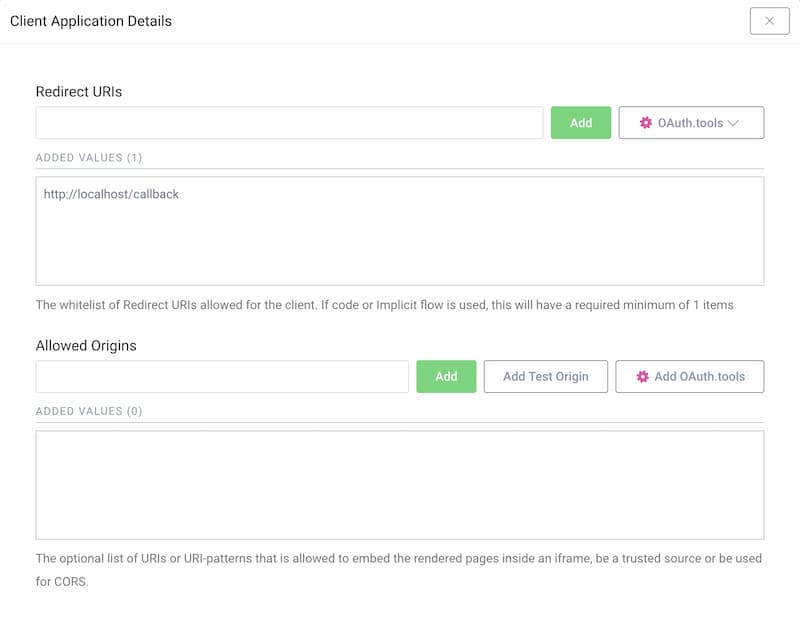 Client Application Details
Redirect URIs
Add
OAuth.tools
ADDED VALUES (1)
http://localhost/callback
The whitelist of Redirect URIs allowed for the client. If code or Implicit flow is used, this will have a required minimum of 1 items
Allowed Origins
Add
Add Test Origin
Add OAuth.tools
ADDED VALUES (0)
The optional list of URIs or URI-patterns that is allowed to embed the rendered pages inside an iframe, be a trusted source or be used
for CORS.